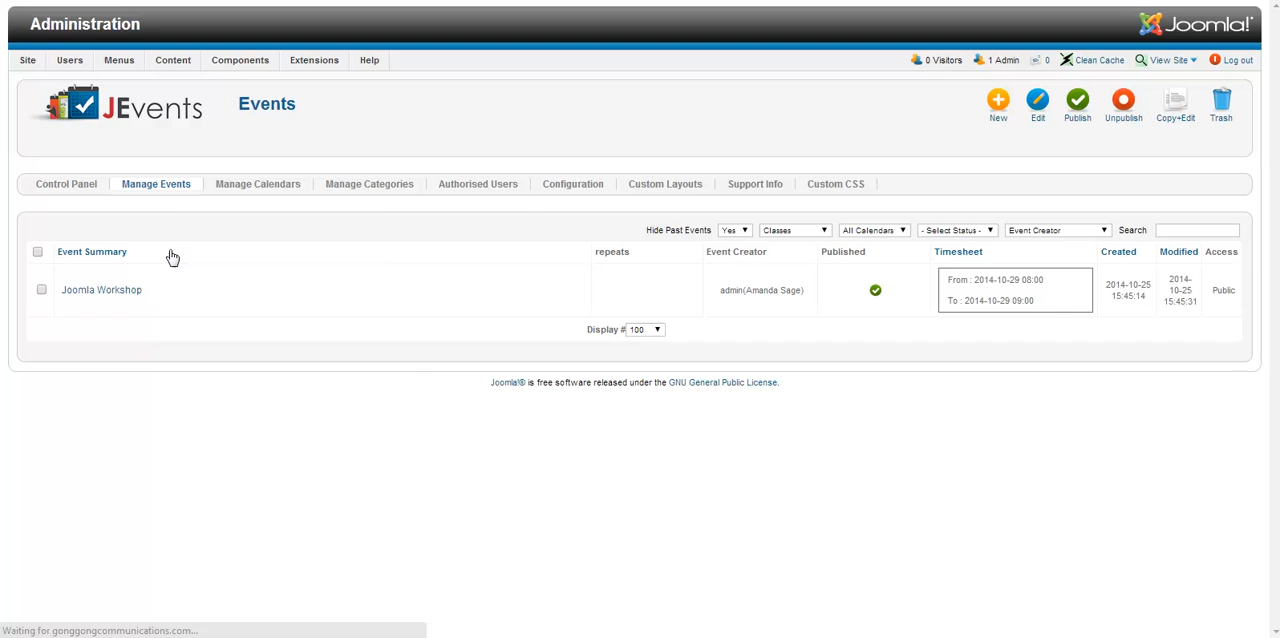 Administration
Joomla!
Site Users Menus Content Components Extensions Help 0 Visitors 1 Admin 0 Clean Cache View Site Log out
JEvents Events
New Edit Publish Unpublish Copy+Edit Trash
Control Panel Manage Events Manage Calendars Manage Categories Authorised Users Configuration Custom Layouts Support Info Custom CSS
Hide Past Events Yes Classes All Calendars - Select Status - Event Creator Search
Event Summary repeats Event Creator Published Timesheet Created Modified Access
Joomla Workshop admin(Amanda Sage)
From : 2014-10-29 08:00
To : 2014-10-29 09:00
2014-10-25
15:45:14
2014-
10-25
15:45:31
Public
Display # 100
Joomla!® is free software released under the GNU General Public License.
Waiting for gonggongcommunications.com...